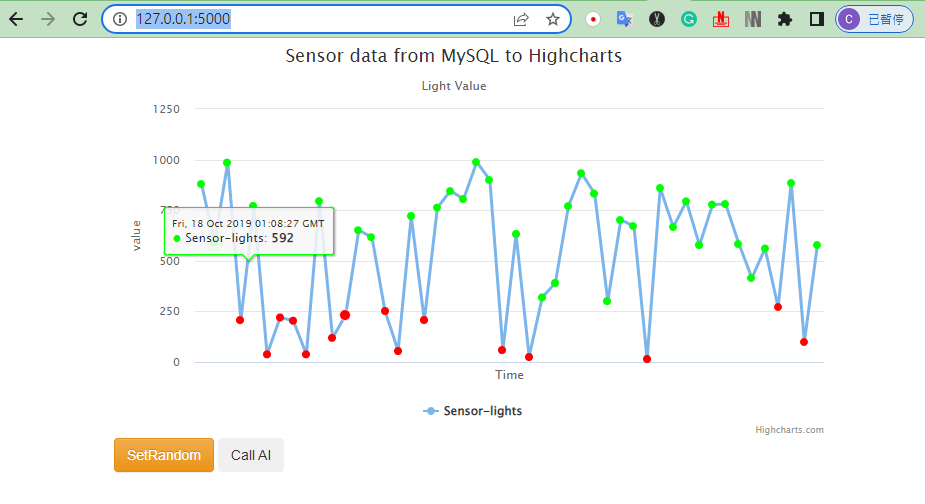 127.0.0.1:5000
C 已暫停
Sensor data from MySQL to Highcharts
Light Value
1250
1000
750
500
250
0
value
Fri, 18 Oct 2019 01:08:27 GMT
Sensor-lights: 592
Time
Sensor-lights
Highcharts.com
SetRandom
Call AI